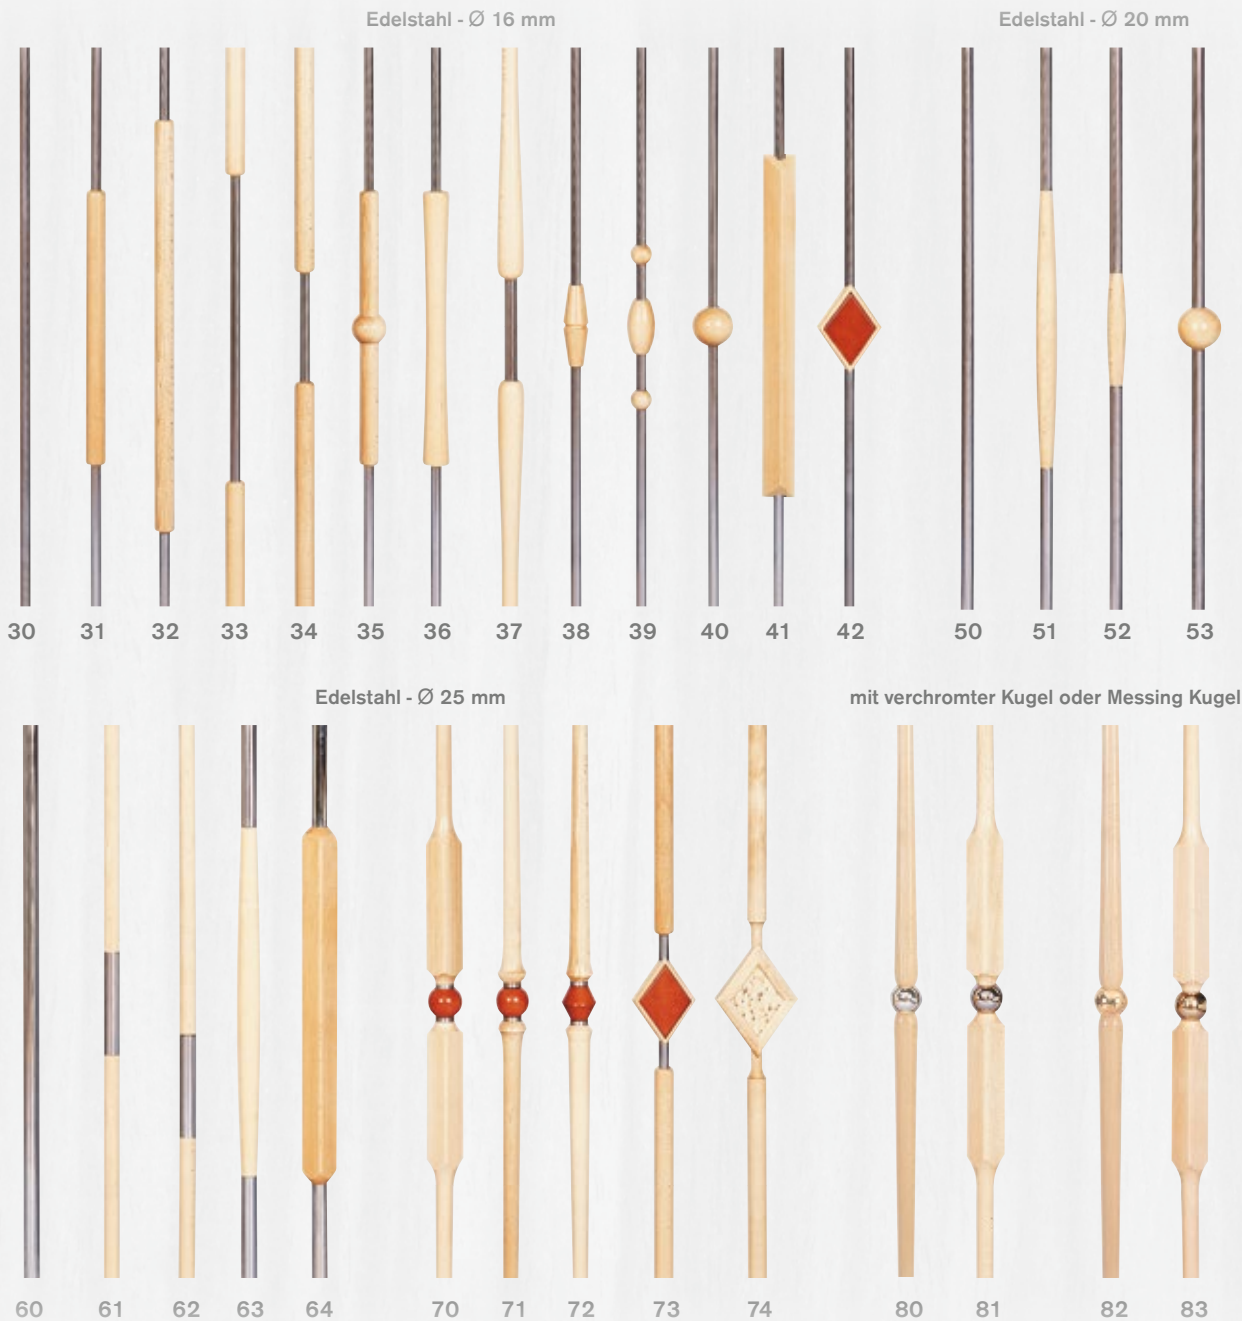 Edelstahl - Ø 16 mm
Edelstahl - Ø 20 mm
30 31 32 33 34 35 36 37 38 39 40 41 42 50 51 52 53
Edelstahl - Ø 25 mm
mit verchromter Kugel oder Messing Kugel
60 61 62 63 64 70 71 72 73 74 80 81 82 83